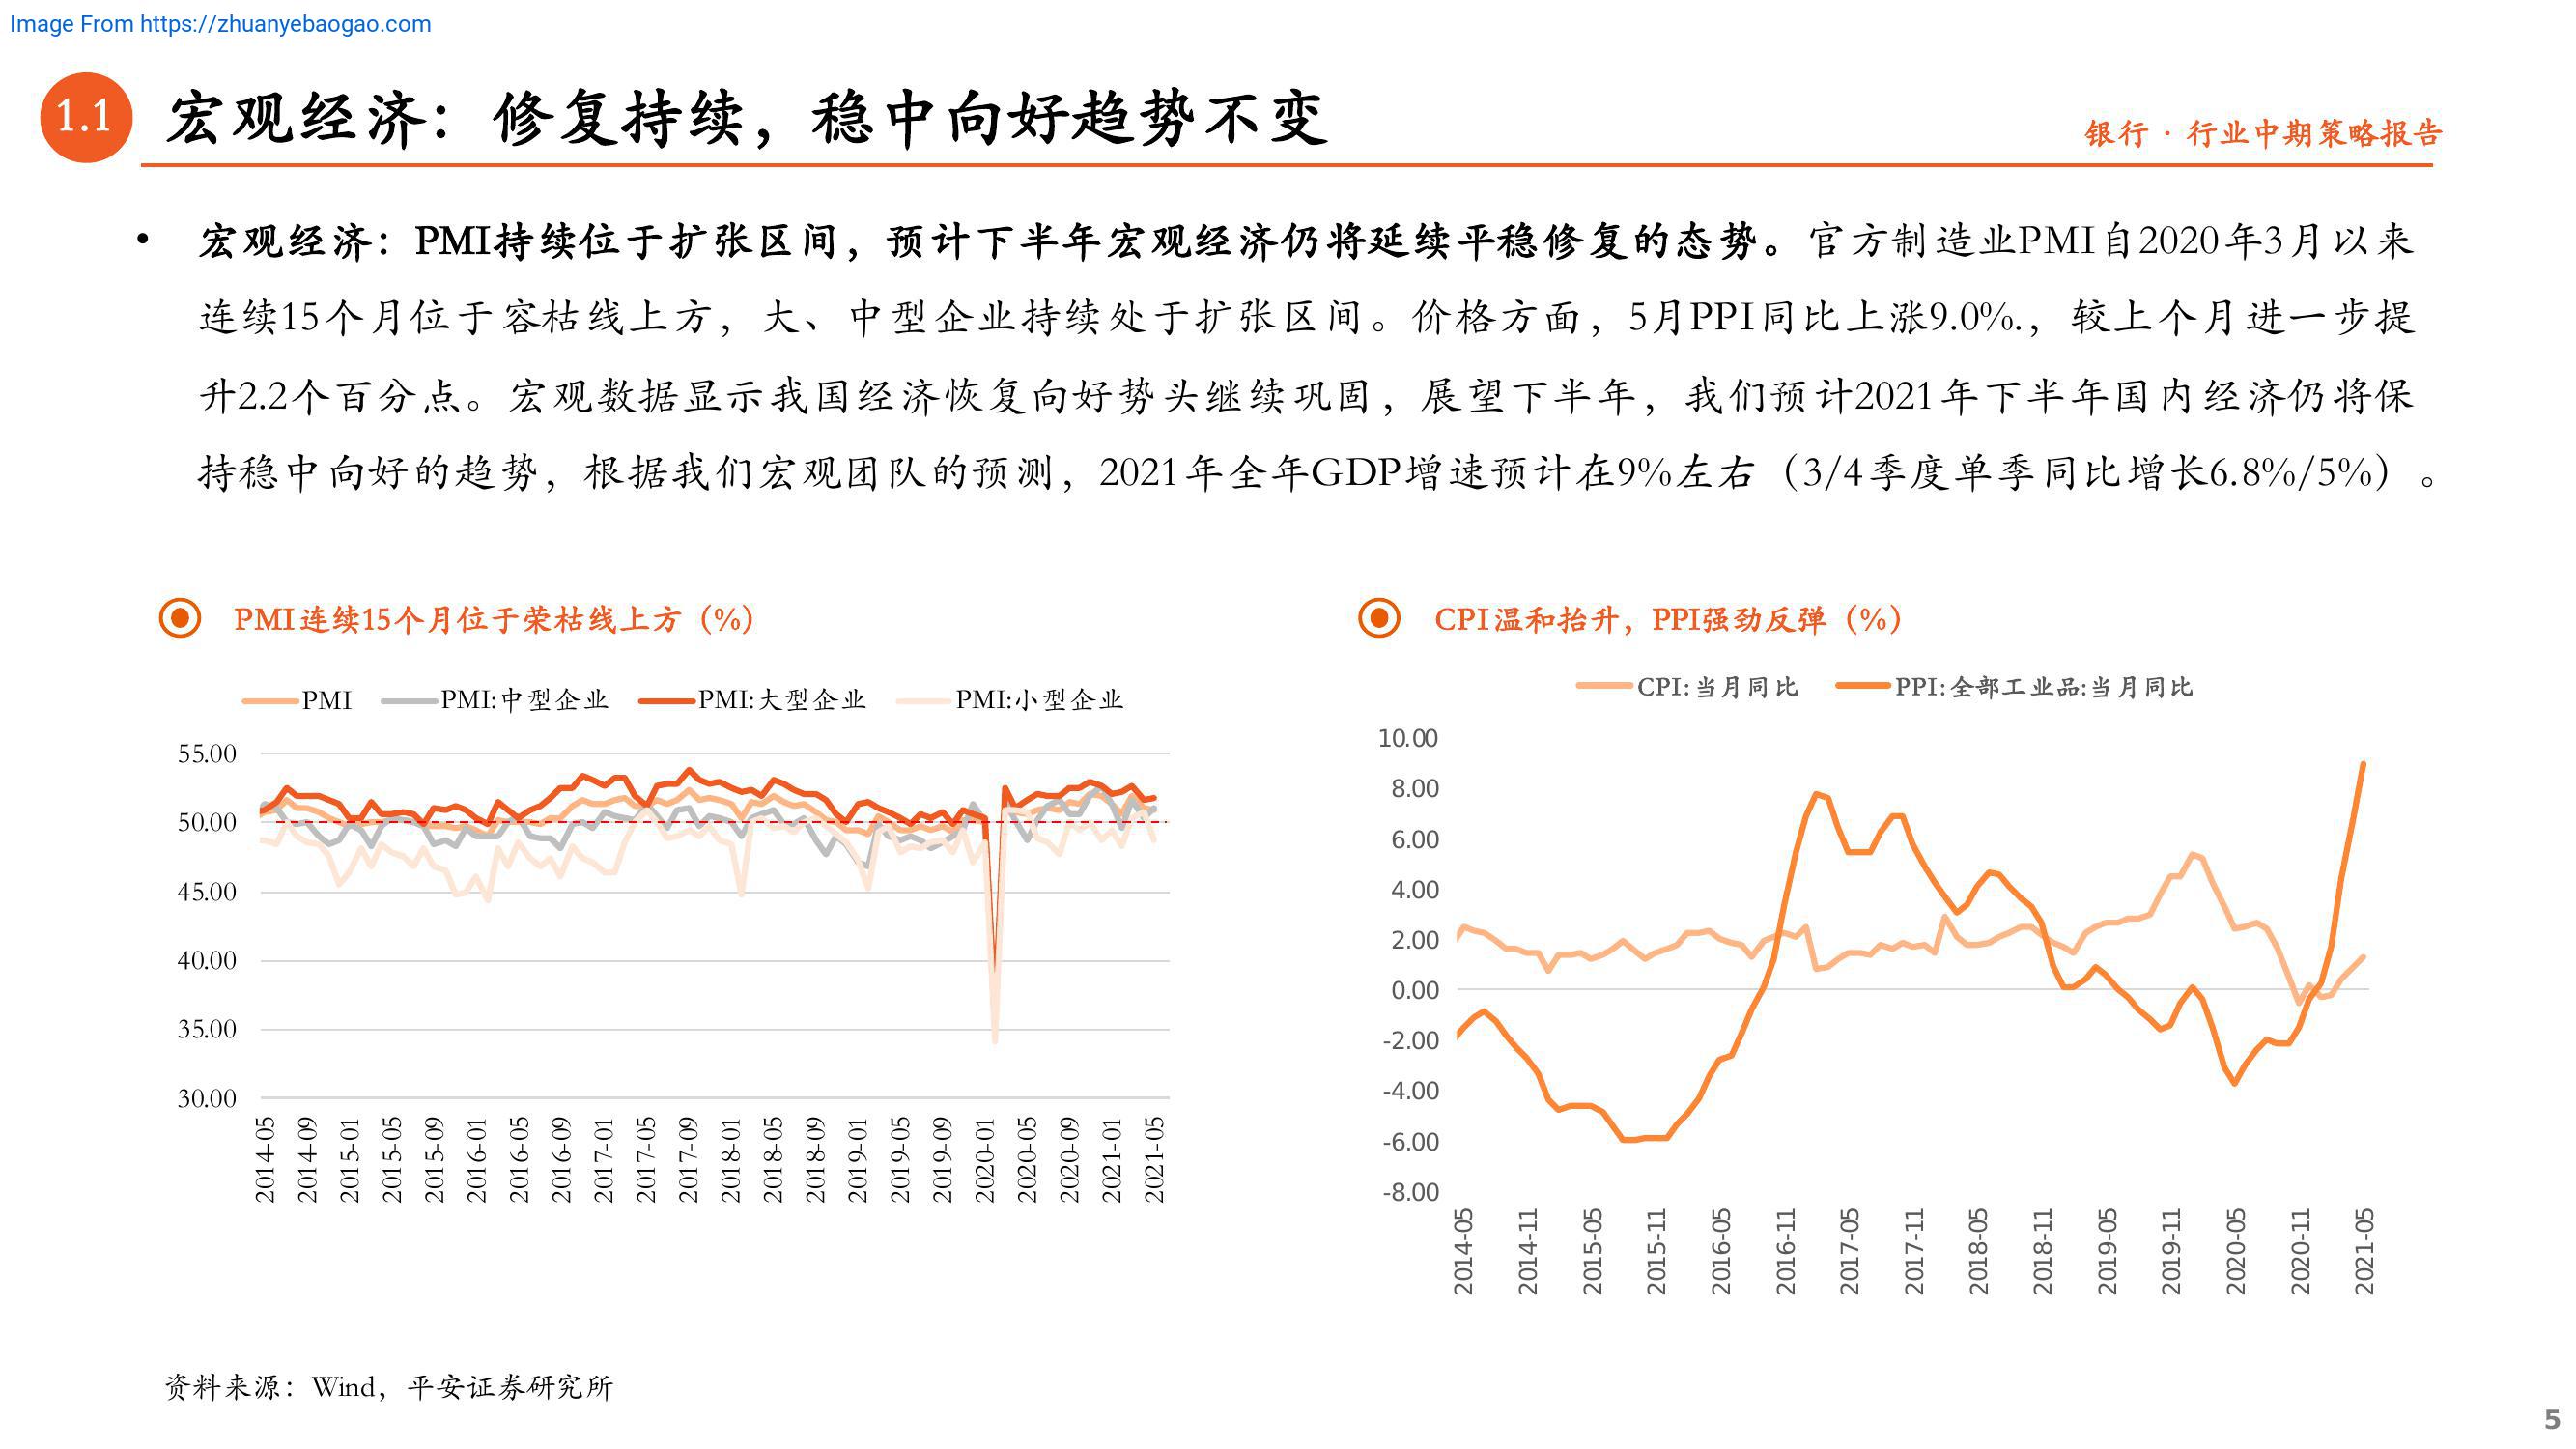 Image From https://zhuanyebaogao.com
1.1 宏观经济：修复持续，稳中向好趋势不变
银行 · 行业中期策略报告
• 宏观经济：PMI持续位于扩张区间，预计下半年宏观经济仍将延续平稳修复的态势。官方制造业PMI自2020年3月以来
连续15个月位于容枯线上方，大、中型企业持续处于扩张区间。价格方面，5月PPI同比上涨9.0%.，较上个月进一步提
升2.2个百分点。宏观数据显示我国经济恢复向好势头继续巩固，展望下半年，我们预计2021年下半年国内经济仍将保
持稳中向好的趋势，根据我们宏观团队的预测，2021年全年GDP增速预计在9%左右（3/4季度单季同比增长6.8%/5%）。
PMI连续15个月位于荣枯线上方（%）
PMI PMI:中型企业 PMI:大型企业 PMI:小型企业
55.00
50.00
45.00
40.00
35.00
30.00
2014-05 2014-09 2015-01 2015-05 2015-09 2016-01 2016-05 2016-09 2017-01 2017-05 2017-09 2018-01 2018-05 2018-09 2019-01 2019-05 2019-09 2020-01 2020-05 2020-09 2021-01 2021-05
CPI温和抬升，PPI强劲反弹（%）
CPI:当月同比 PPI:全部工业品:当月同比
10.00
8.00
6.00
4.00
2.00
0.00
-2.00
-4.00
-6.00
-8.00
2014-05 2014-11 2015-05 2015-11 2016-05 2016-11 2017-05 2017-11 2018-05 2018-11 2019-05 2019-11 2020-05 2020-11 2021-05
资料来源：Wind，平安证券研究所
5